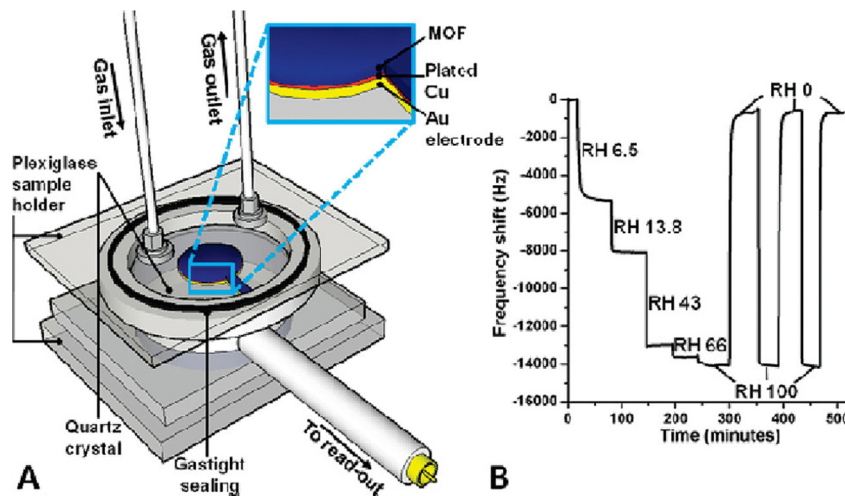 Gas inlet
Gas outlet
MOF
Plated
Cu
Au
electrode
Plexiglass
sample
holder
Quartz
crystal
Gastight
sealing
To read-out
A
Frequency shift (Hz)
0
-2000
-4000
-6000
-8000
-10000
-12000
-14000
-16000
RH 0
RH 6.5
RH 13.8
RH 43
RH 66
RH 100
0
100
200
300
400
500
Time (minutes)
B